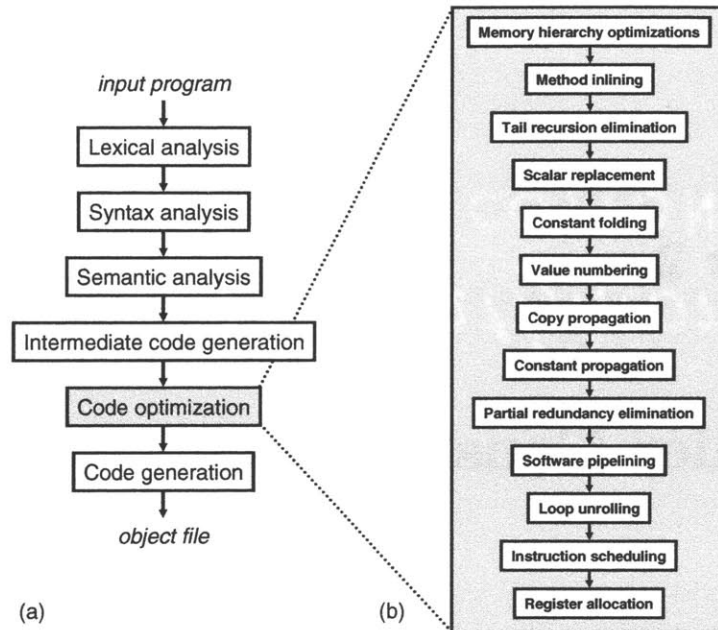 input program
Lexical analysis
Syntax analysis
Semantic analysis
Intermediate code generation
Code optimization
Code generation
object file
(a)
Memory hierarchy optimizations
Method inlining
Tail recursion elimination
Scalar replacement
Constant folding
Value numbering
Copy propagation
Constant propagation
Partial redundancy elimination
Software pipelining
Loop unrolling
Instruction scheduling
Register allocation
(b)